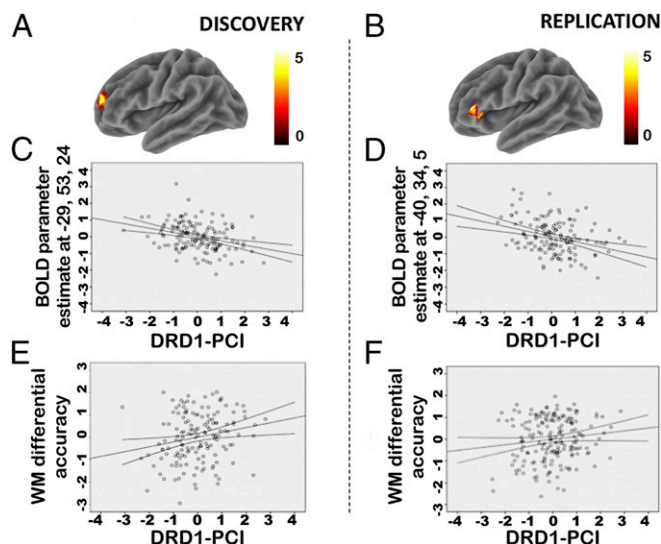 A DISCOVERY
B REPLICATION
5
0
5
0
C
BOLD parameter
estimate at -29, 53, 24
4
3
2
1
0
-1
-2
-3
-4
-4 -3 -2 -1 0 1 2 3 4
DRD1-PCI
D
BOLD parameter
estimate at -40, 34, 5
4
3
2
1
0
-1
-2
-3
-4
-4 -3 -2 -1 0 1 2 3 4
DRD1-PCI
E
WM differential
accuracy
3
2
1
0
-1
-2
-3
-4 -3 -2 -1 0 1 2 3 4
DRD1-PCI
F
WM differential
accuracy
3
2
1
0
-1
-2
-3
-4 -3 -2 -1 0 1 2 3 4
DRD1-PCI